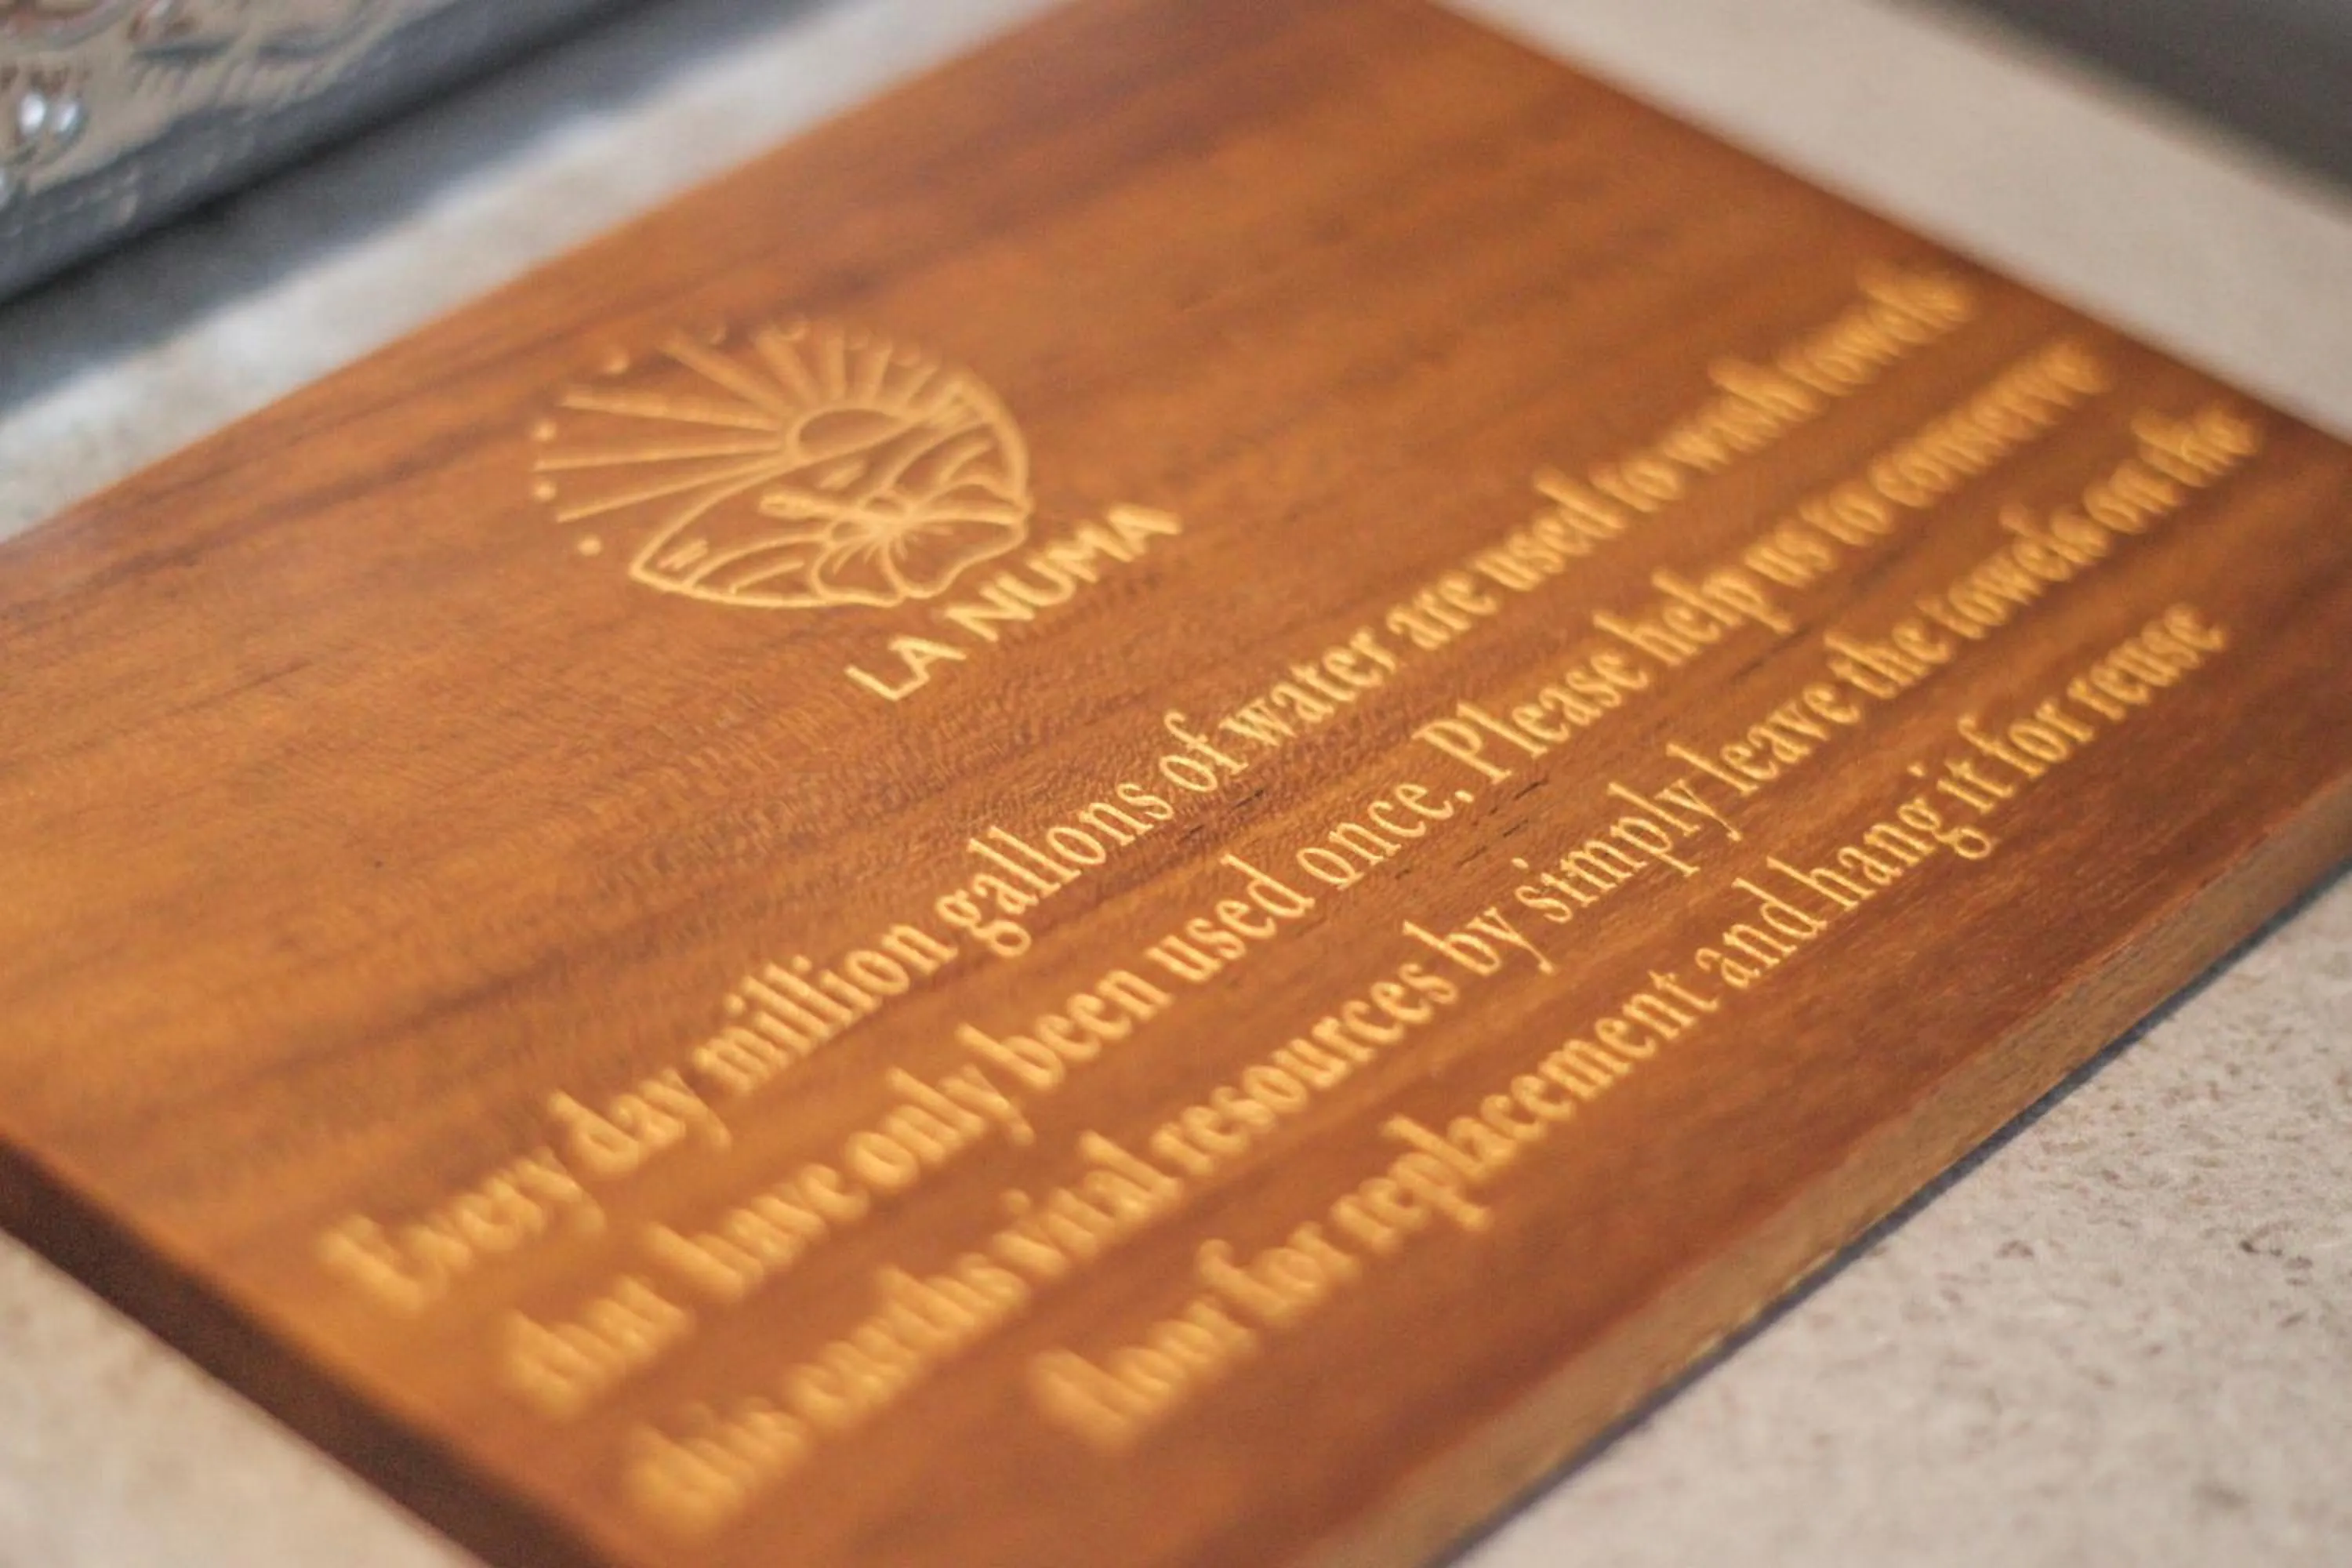 LA NUMA
Every day million gallons of water are used to wash towels
that have only been used once. Please help us to conserve
this earths vital resources by simply leave the towels on the
floor for replacement and hang it for reuse